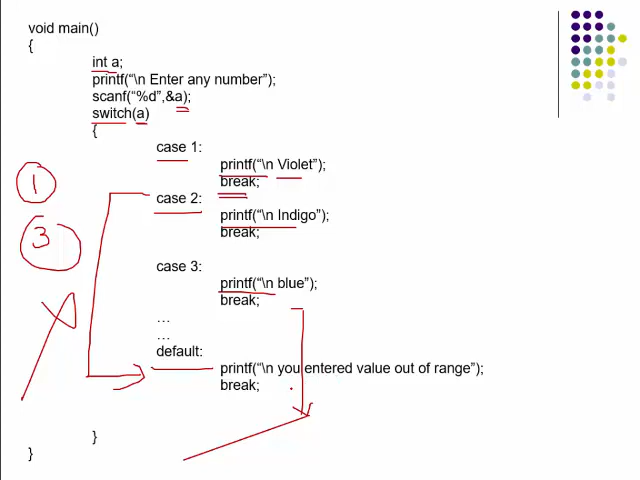 void main()
{
int a;
printf("\n Enter any number");
scanf("%d",&a);
switch(a)
{
case 1:
printf("\n Violet");
break;
case 2:
printf("\n Indigo");
break;
case 3:
printf("\n blue");
break;
…
…
default:
printf("\n you entered value out of range");
break;
}
}
1
3